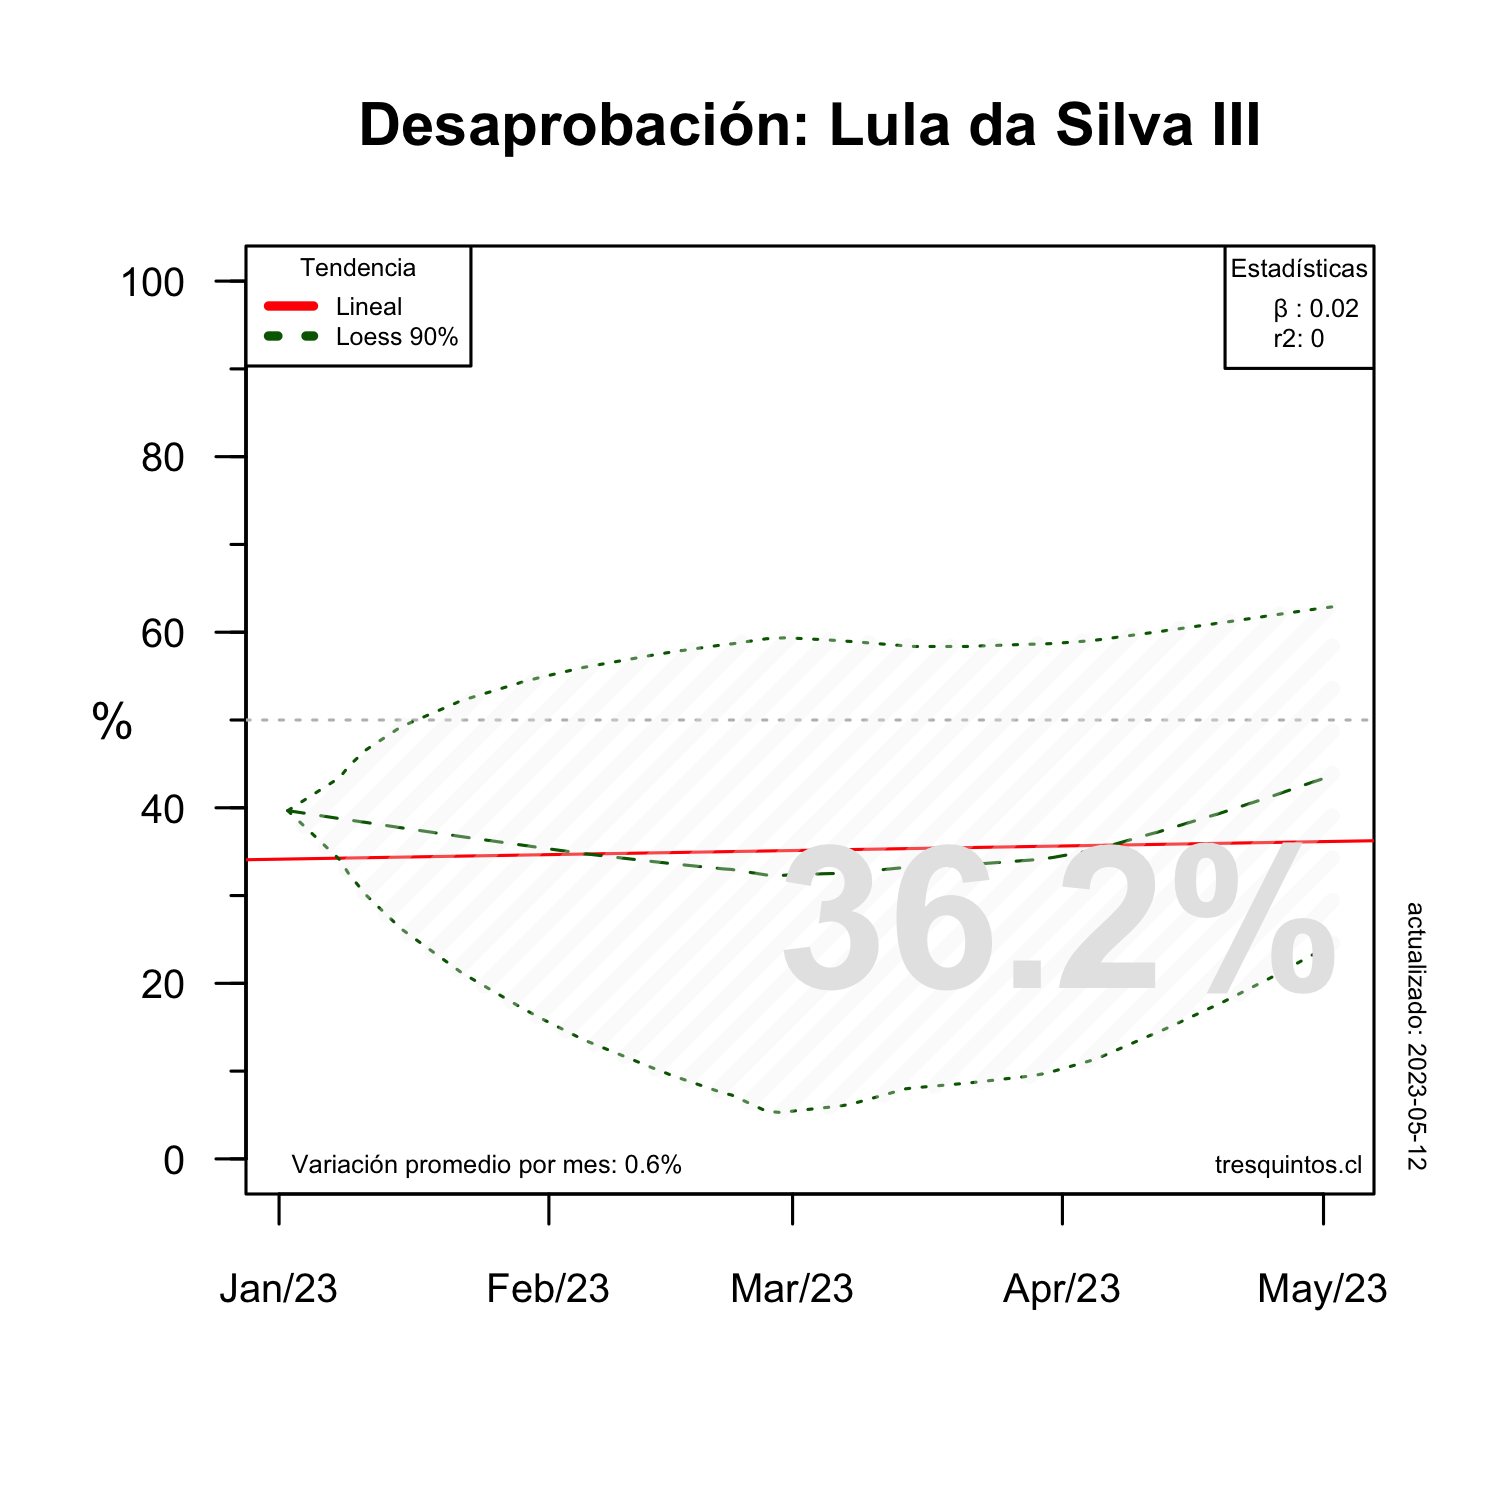 Desaprobación: Lula da Silva III
Tendencia
Lineal
Loess 90%
Estadísticas
β : 0.02
r2: 0
100
80
60
%
40
20
0
36.2%
actualizado: 2023-05-12
Variación promedio por mes: 0.6%
tresquintos.cl
Jan/23 Feb/23 Mar/23 Apr/23 May/23